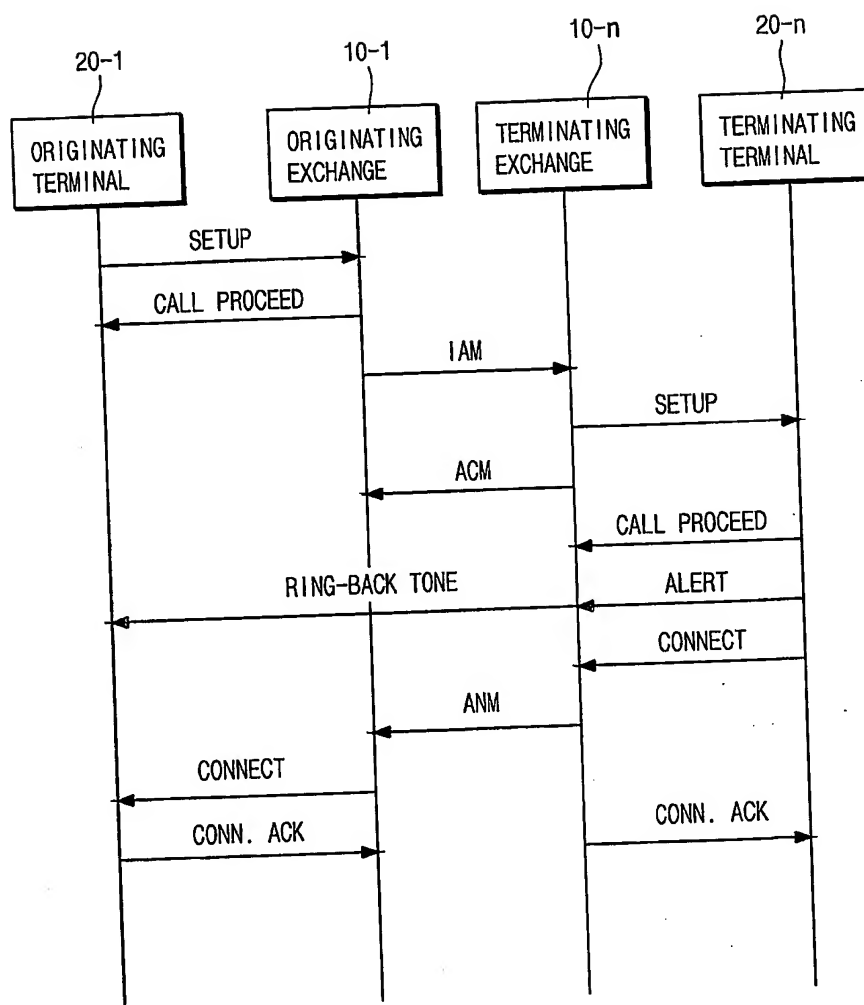 20-1
10-1
10-n
20-n
ORIGINATING
TERMINAL
ORIGINATING
EXCHANGE
TERMINATING
EXCHANGE
TERMINATING
TERMINAL
SETUP
CALL PROCEED
IAM
SETUP
ACM
CALL PROCEED
RING-BACK TONE
ALERT
CONNECT
ANM
CONNECT
CONN. ACK
CONN. ACK